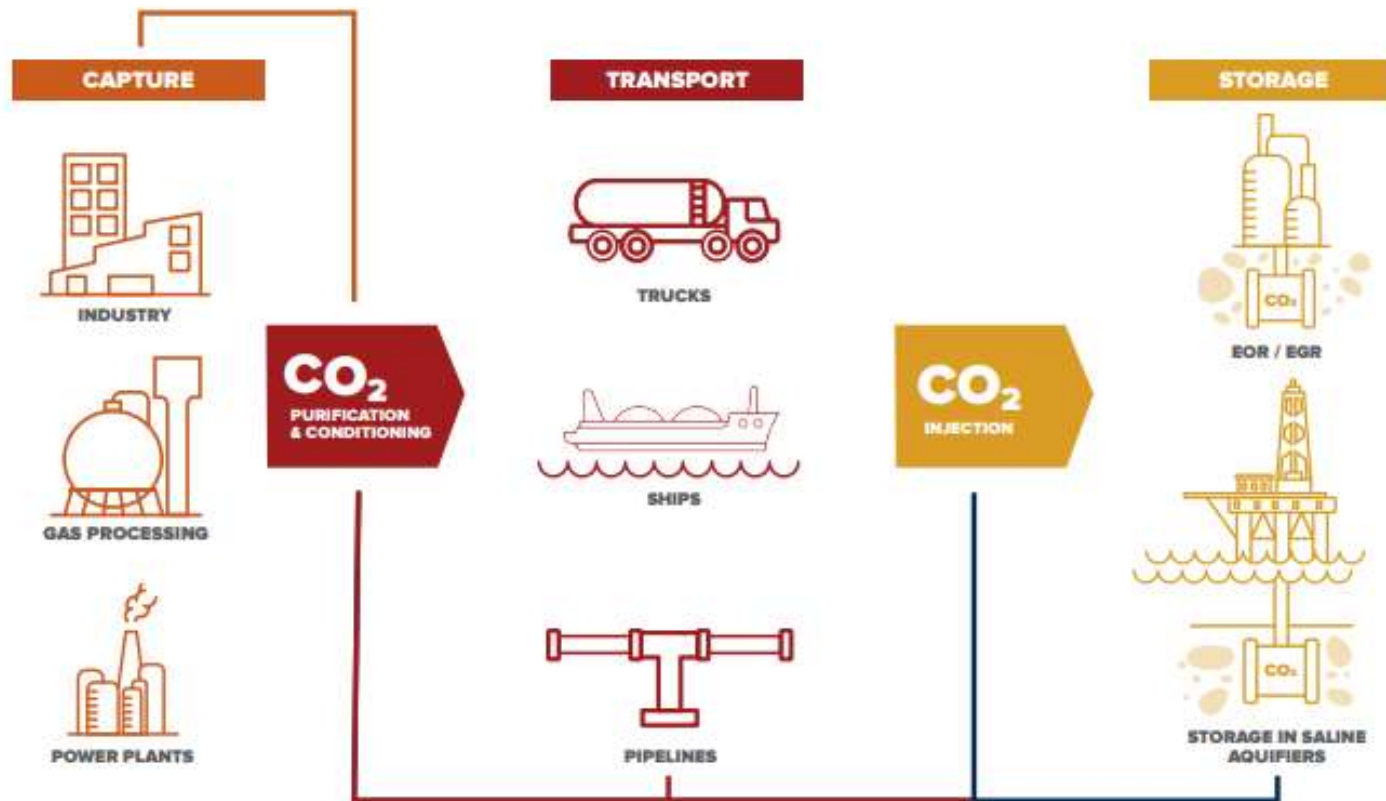 CAPTURE
INDUSTRY
GAS PROCESSING
POWER PLANTS
CO₂
PURIFICATION
& CONDITIONING
TRANSPORT
TRUCKS
SHIPS
PIPELINES
CO₂
INJECTION
STORAGE
CO₂
EOR / EGR
CO₂
STORAGE IN SALINE
AQUIFIERS